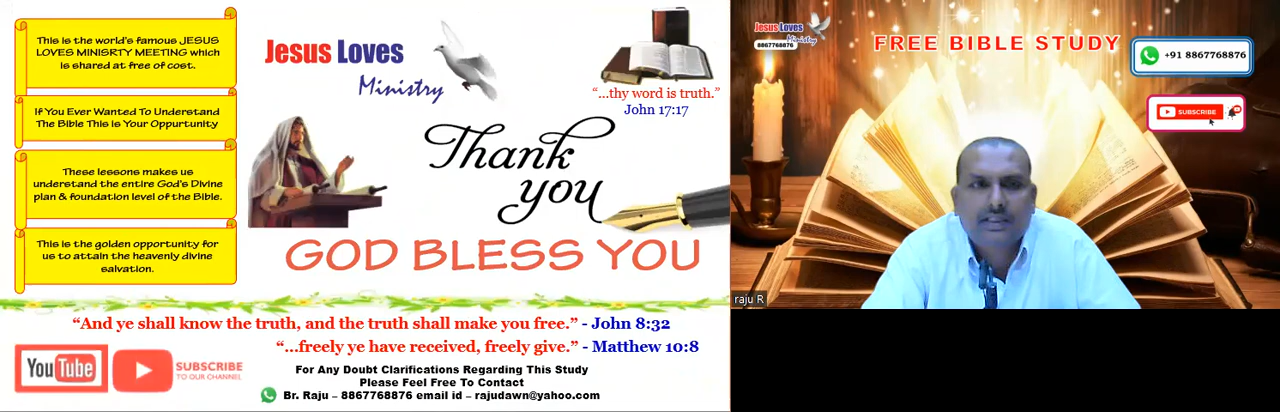 This is the world's famous JESUS
LOVES MINISRTY MEETING which
is shared at free of cost.
If You Ever Wanted To Understand
The Bible This is Your Oppurtunity
These lessons makes us
understand the entire God's Divine
plan & foundation level of the Bible.
This is the golden opportunity for
us to attain the heavenly divine
salvation.
Jesus Loves
Ministry
“...thy word is truth.”
John 17:17
Thank
you
GOD BLESS YOU
“And ye shall know the truth, and the truth shall make you free.” - John 8:32
“...freely ye have received, freely give.” - Matthew 10:8
YouTube
SUBSCRIBE
TO OUR CHANNEL
For Any Doubt Clarifications Regarding This Study
Please Feel Free To Contact
Br. Raju – 8867768876 email id – rajudawn@yahoo.com
Jesus Loves
Ministry
8867768876
FREE BIBLE STUDY
+91 8867768876
SUBSCRIBE
raju R